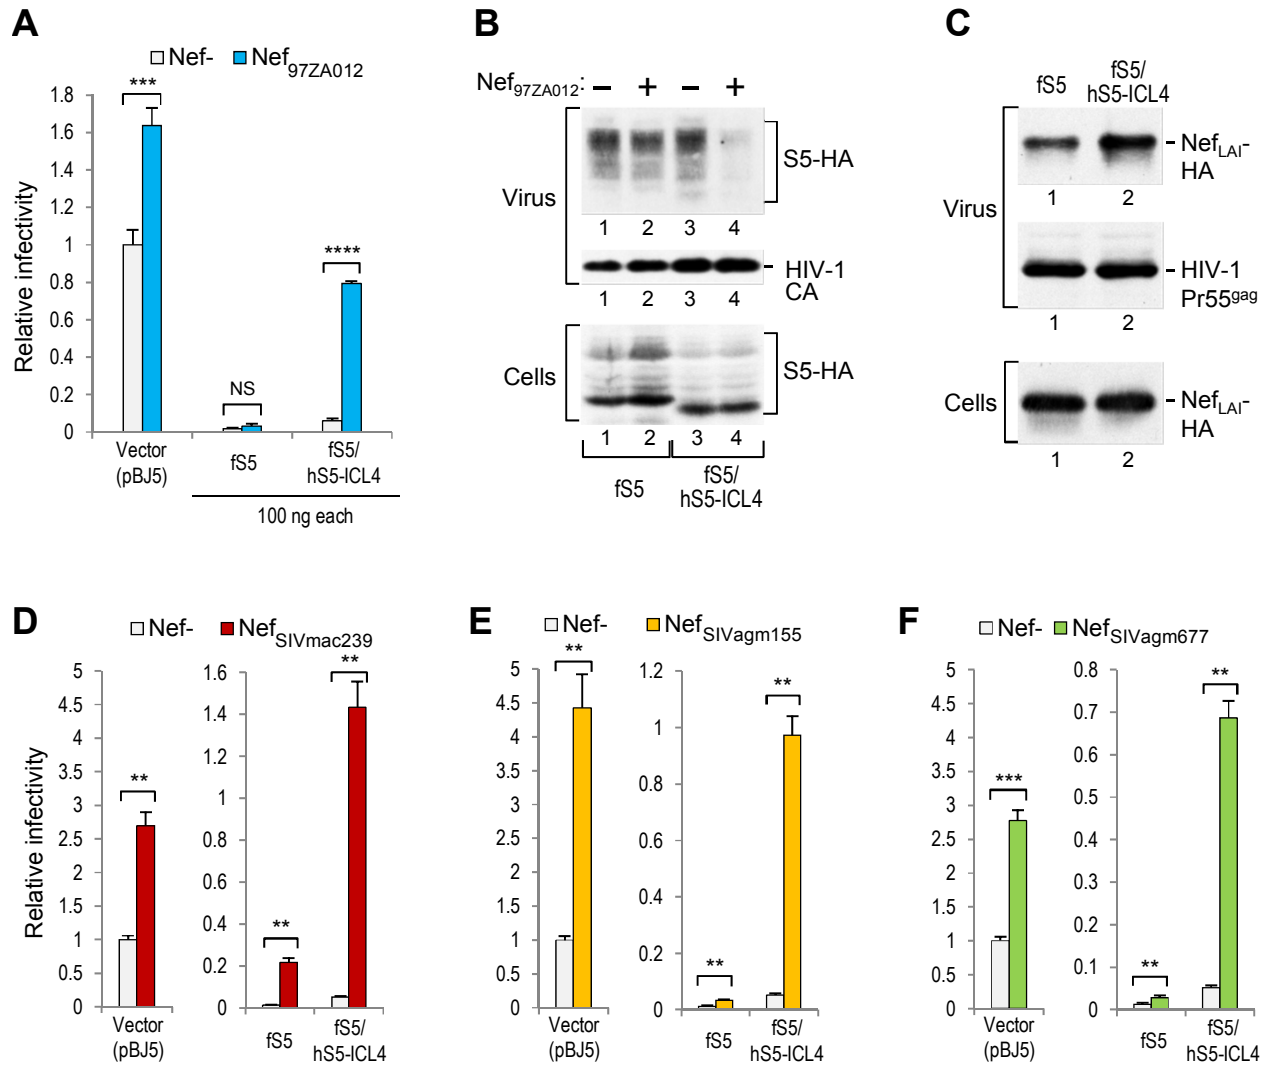 A
Nef- Nef97ZA012
***
Relative infectivity
1.8
1.6
1.4
1.2
1
0.8
0.6
0.4
0.2
0
NS
****
Vector
(pBJ5)
fS5
fS5/
hS5-ICL4
100 ng each
B
Nef97ZA012: – + – +
Virus
S5-HA
1 2 3 4
HIV-1
CA
1 2 3 4
Cells
S5-HA
1 2 3 4
fS5
fS5/
hS5-ICL4
C
fS5
fS5/
hS5-ICL4
Virus
NefLAI-
HA
1 2
HIV-1
Pr55gag
1 2
Cells
NefLAI-
HA
1 2
D
Nef- NefSIVmac239
Relative infectivity
5
4.5
4
3.5
3
2.5
2
1.5
1
0.5
0
**
Vector
(pBJ5)
1.6
1.4
1.2
1
0.8
0.6
0.4
0.2
0
**
**
fS5
fS5/
hS5-ICL4
E
Nef- NefSIVagm155
5
4.5
4
3.5
3
2.5
2
1.5
1
0.5
0
**
Vector
(pBJ5)
1.2
1
0.8
0.6
0.4
0.2
0
**
**
fS5
fS5/
hS5-ICL4
F
Nef- NefSIVagm677
5
4.5
4
3.5
3
2.5
2
1.5
1
0.5
0
***
Vector
(pBJ5)
0.8
0.7
0.6
0.5
0.4
0.3
0.2
0.1
0
**
**
fS5
fS5/
hS5-ICL4